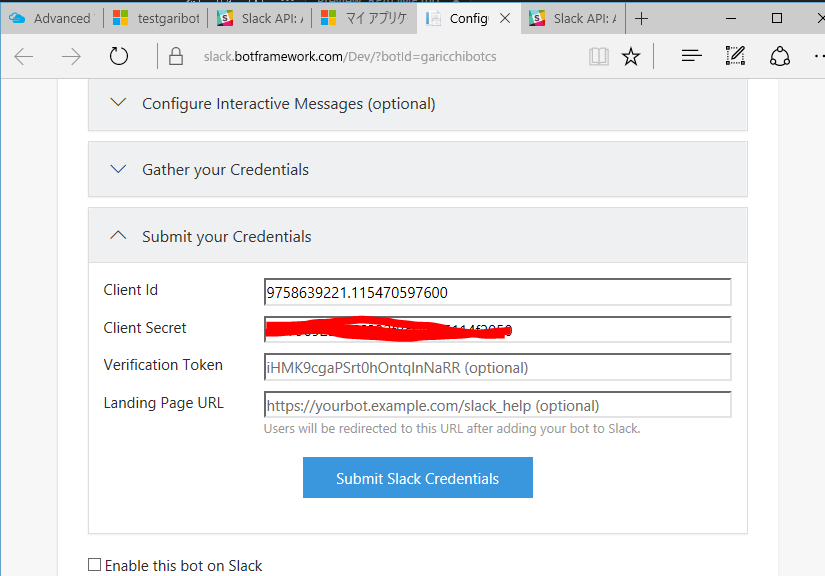 Advanced
testgaribot
Slack API: A
マイ アプリケ
Config
Slack API: A
slack.botframework.com/Dev/?botId=garicchibotcs
Configure Interactive Messages (optional)
Gather your Credentials
Submit your Credentials
Client Id
9758639221.115470597600
Client Secret
Verification Token
iHMK9cgaPSrt0hOntqInNaRR (optional)
Landing Page URL
https://yourbot.example.com/slack_help (optional)
Users will be redirected to this URL after adding your bot to Slack.
Submit Slack Credentials
Enable this bot on Slack